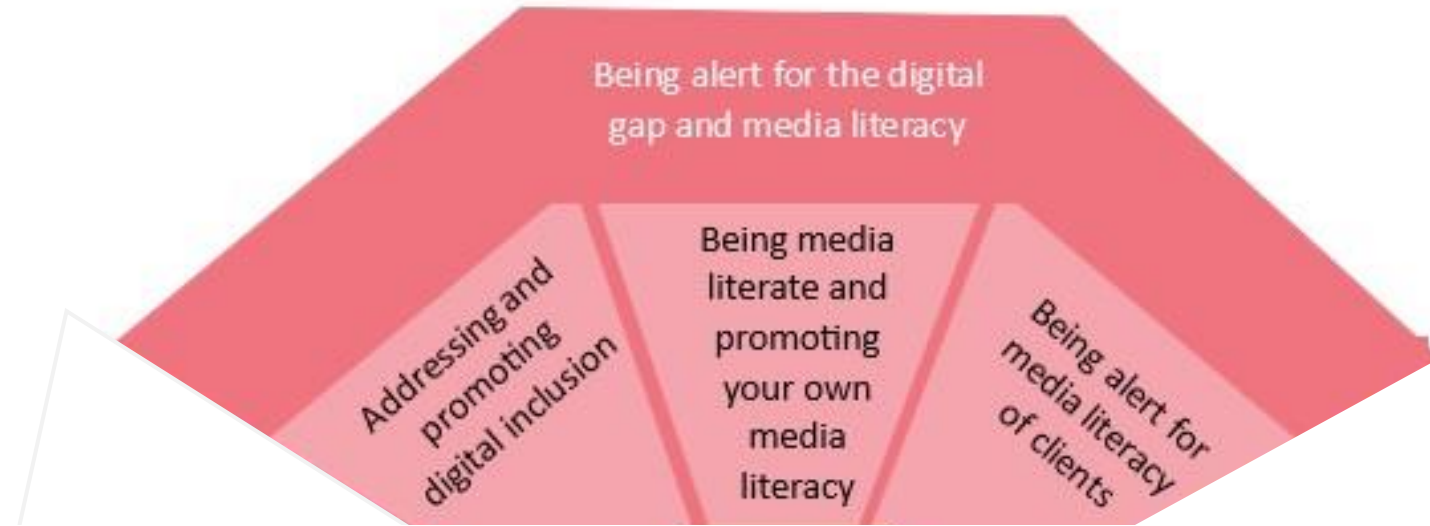 Being alert for the digital
gap and media literacy
Addressing and
promoting
digital inclusion
Being media
literate and
promoting
your own
media
literacy
Being alert for
media literacy
of clients